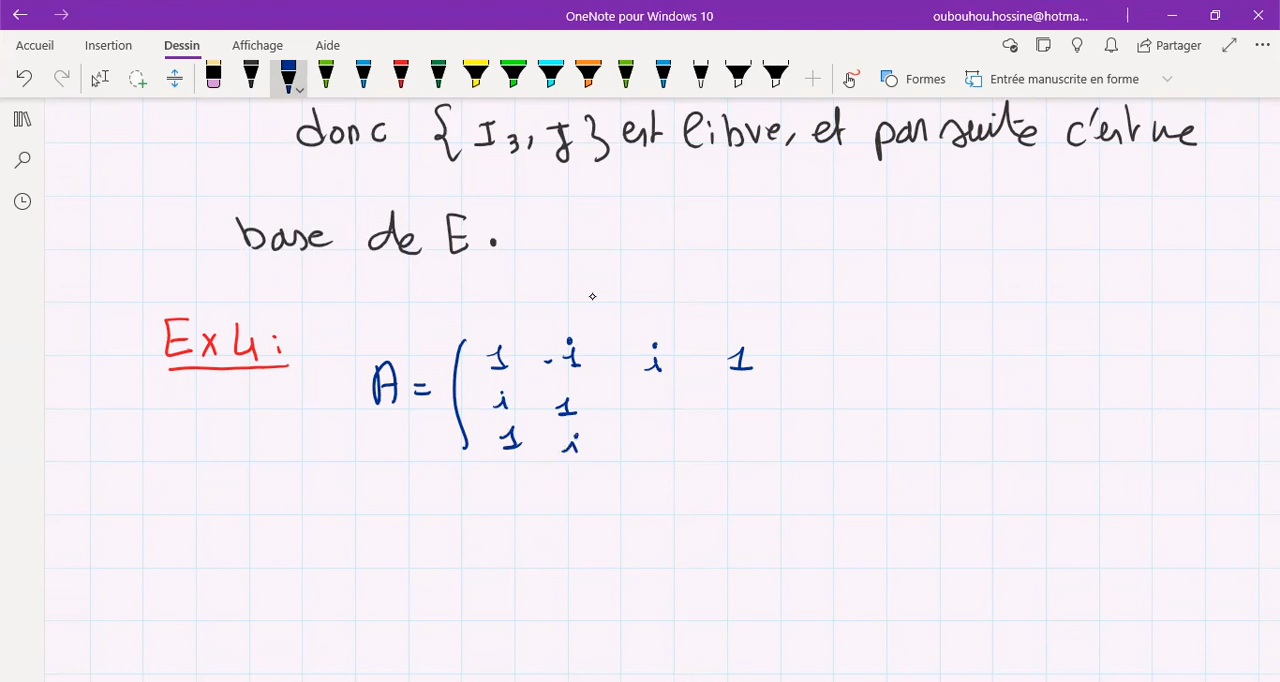 OneNote pour Windows 10
oubouhou.hossine@hotma...
Accueil Insertion Dessin Affichage Aide Partager
Formes Entrée manuscrite en forme
donc {I₃, J} est libre, et par suite c'est une
base de E.
Ex4:
A = ( 1 -i i 1
i 1
1 i